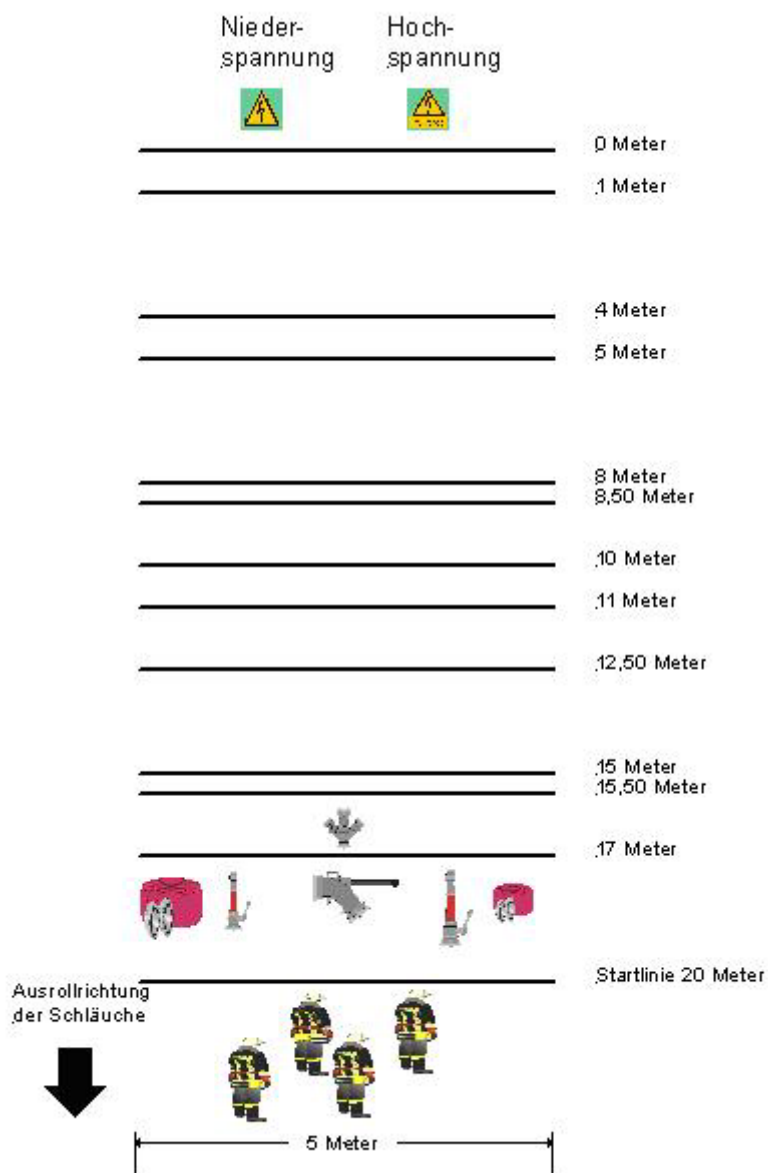 Nieder-
spannung
Hoch-
spannung
0 Meter
1 Meter
4 Meter
5 Meter
8 Meter
8,50 Meter
10 Meter
11 Meter
12,50 Meter
15 Meter
15,50 Meter
17 Meter
Startlinie 20 Meter
Ausrollrichtung
der Schläuche
5 Meter